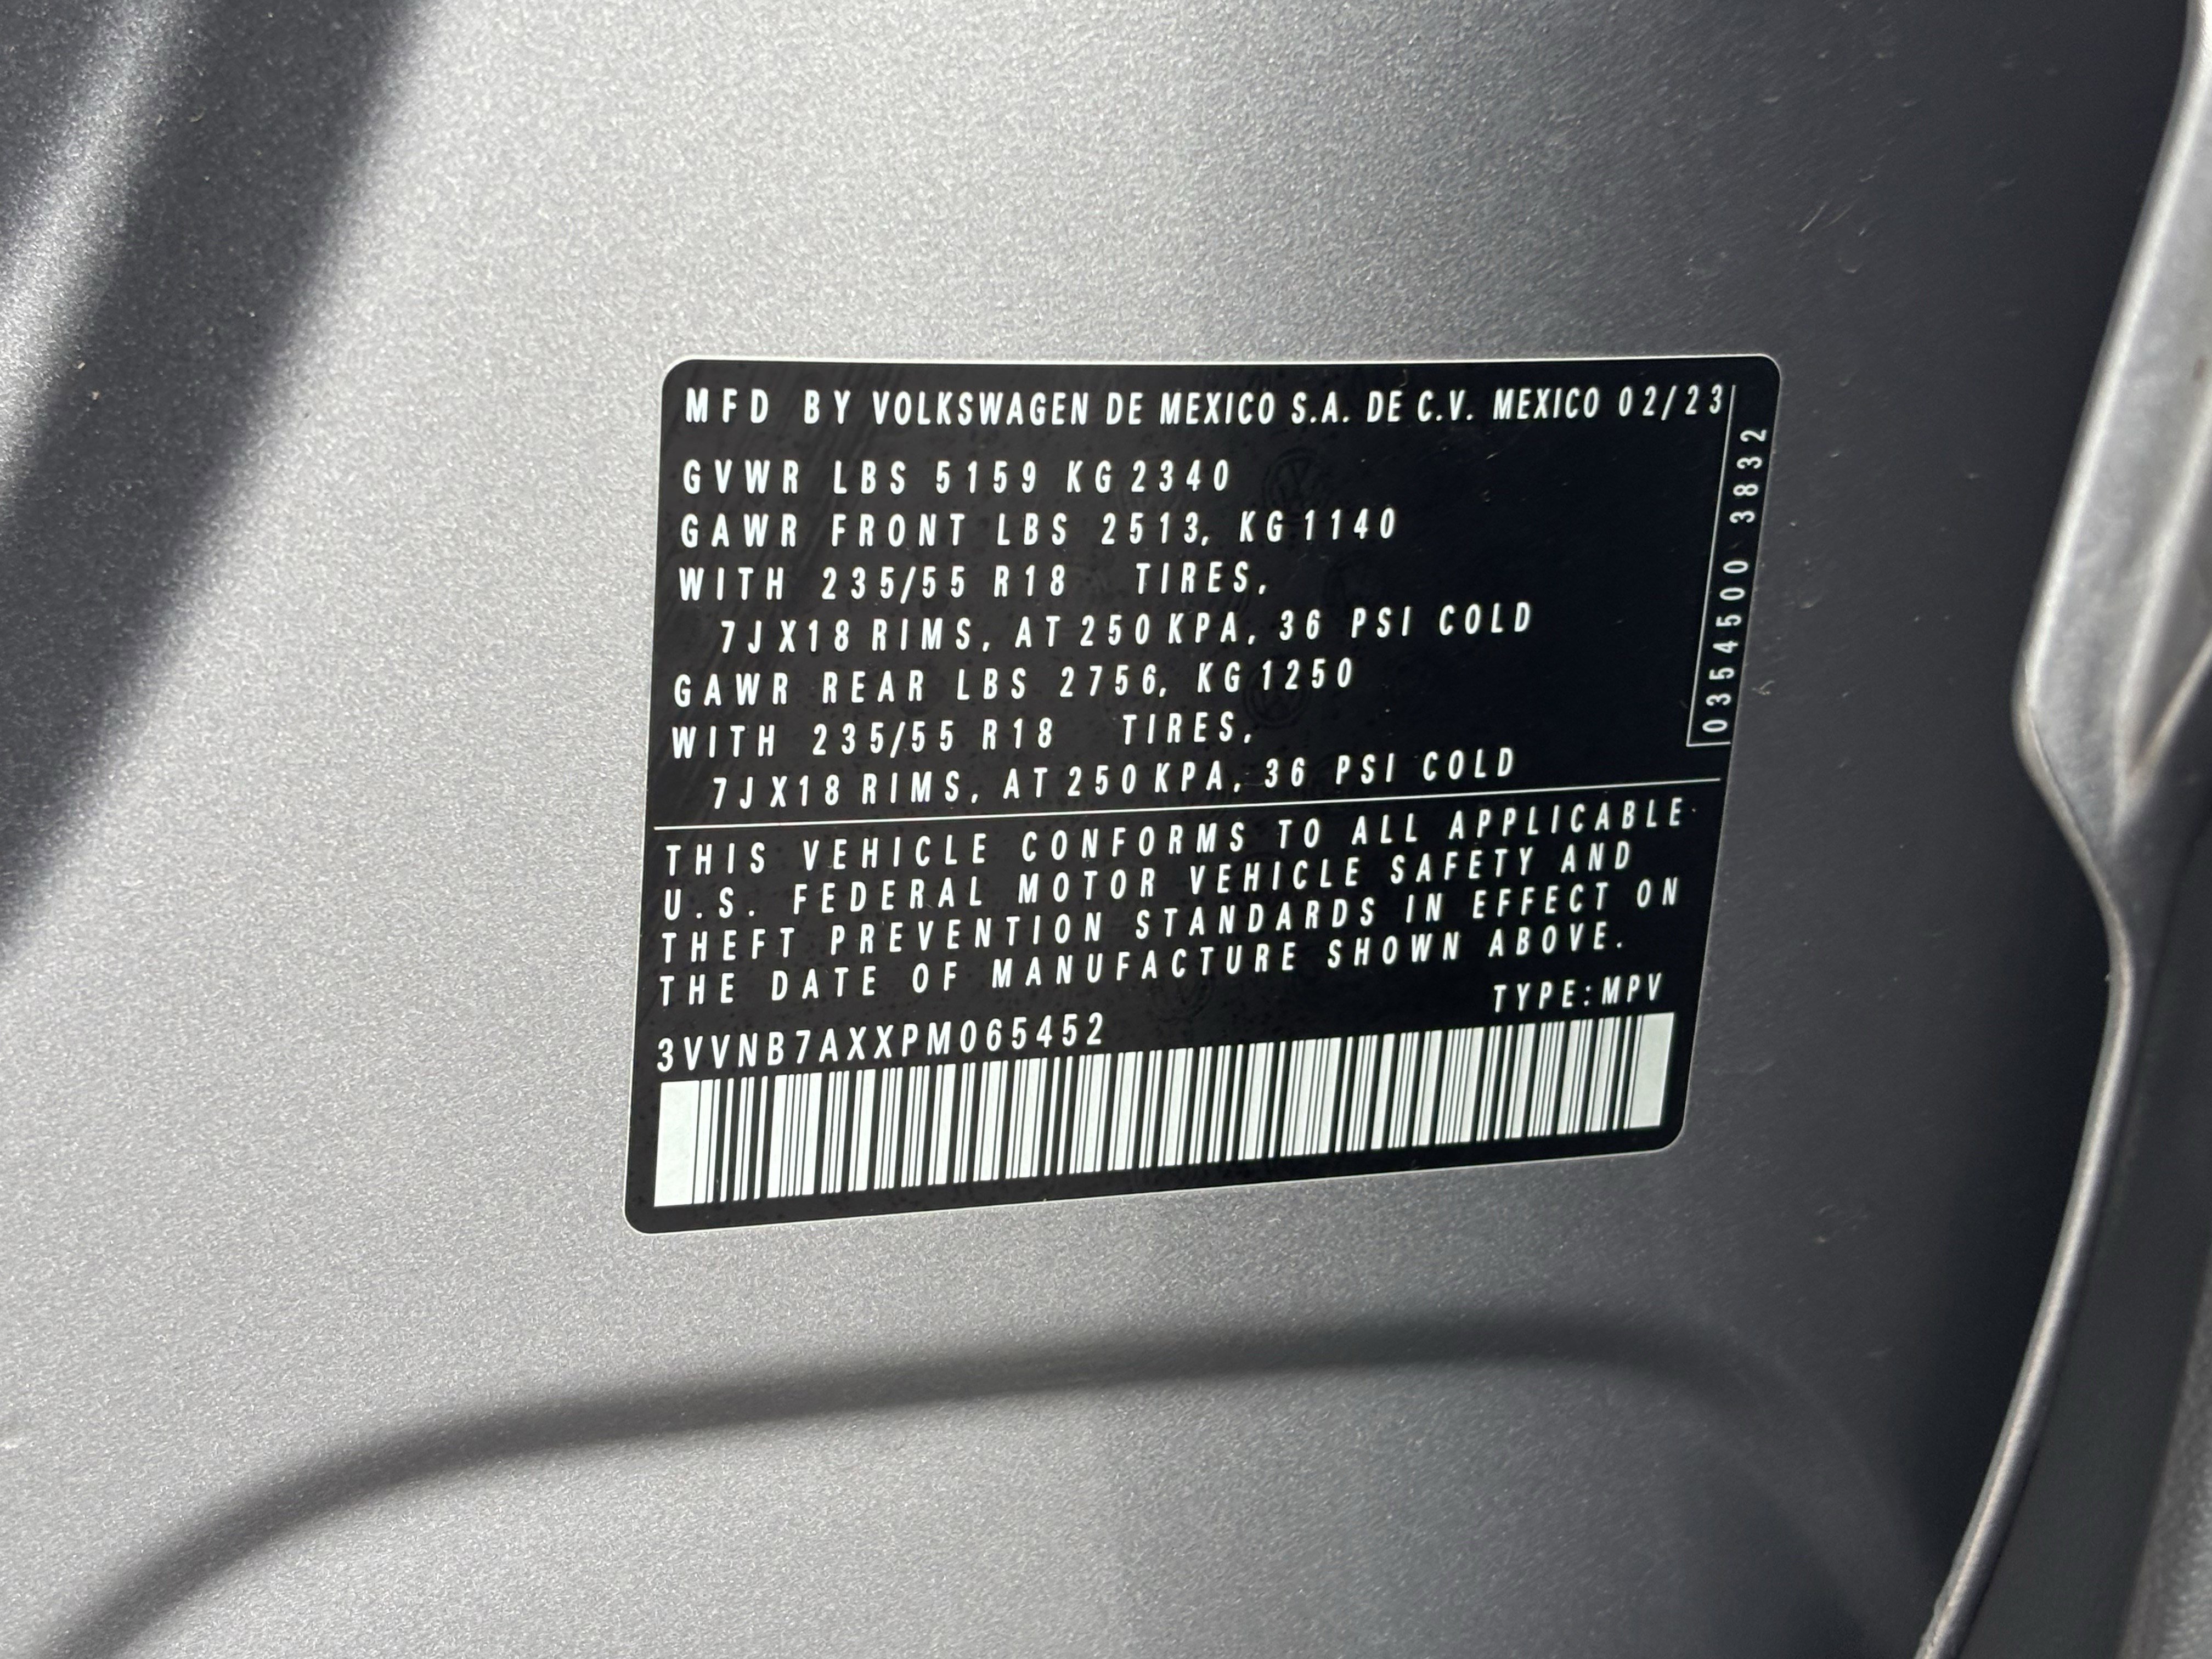 MFD BY VOLKSWAGEN DE MEXICO S.A. DE C.V. MEXICO 02/23
GVWR LBS 5159 KG 2340
GAWR FRONT LBS 2513, KG 1140
WITH 235/55 R18 TIRES,
7JX18 RIMS, AT 250 KPA, 36 PSI COLD
GAWR REAR LBS 2756, KG 1250
WITH 235/55 R18 TIRES,
7JX18 RIMS, AT 250 KPA, 36 PSI COLD
0354500 3832
THIS VEHICLE CONFORMS TO ALL APPLICABLE
U.S. FEDERAL MOTOR VEHICLE SAFETY AND
THEFT PREVENTION STANDARDS IN EFFECT ON
THE DATE OF MANUFACTURE SHOWN ABOVE.
TYPE:MPV
3VVNB7AXXPM065452